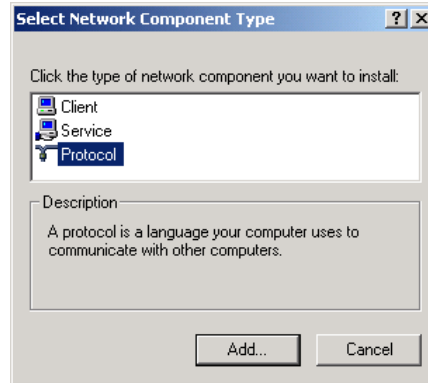 Select Network Component Type
Click the type of network component you want to install:
Client
Service
Protocol
Description
A protocol is a language your computer uses to
communicate with other computers.
Add... Cancel